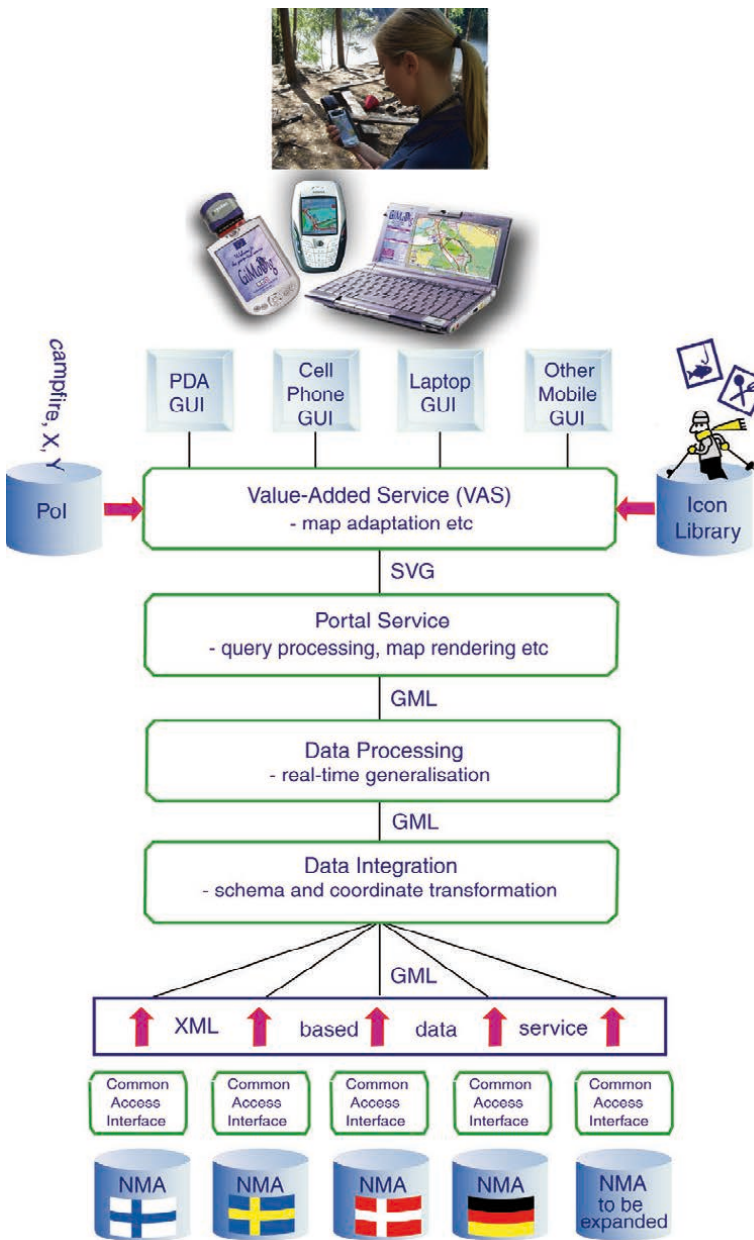 GiMoDig
campfire, X, Y
PDA
GUI
Cell
Phone
GUI
Laptop
GUI
Other
Mobile
GUI
PoI
Value-Added Service (VAS)
- map adaptation etc
Icon
Library
SVG
Portal Service
- query processing, map rendering etc
GML
Data Processing
- real-time generalisation
GML
Data Integration
- schema and coordinate transformation
GML
XML based data service
Common
Access
Interface
Common
Access
Interface
Common
Access
Interface
Common
Access
Interface
Common
Access
Interface
NMA
NMA
NMA
NMA
NMA
to be
expanded